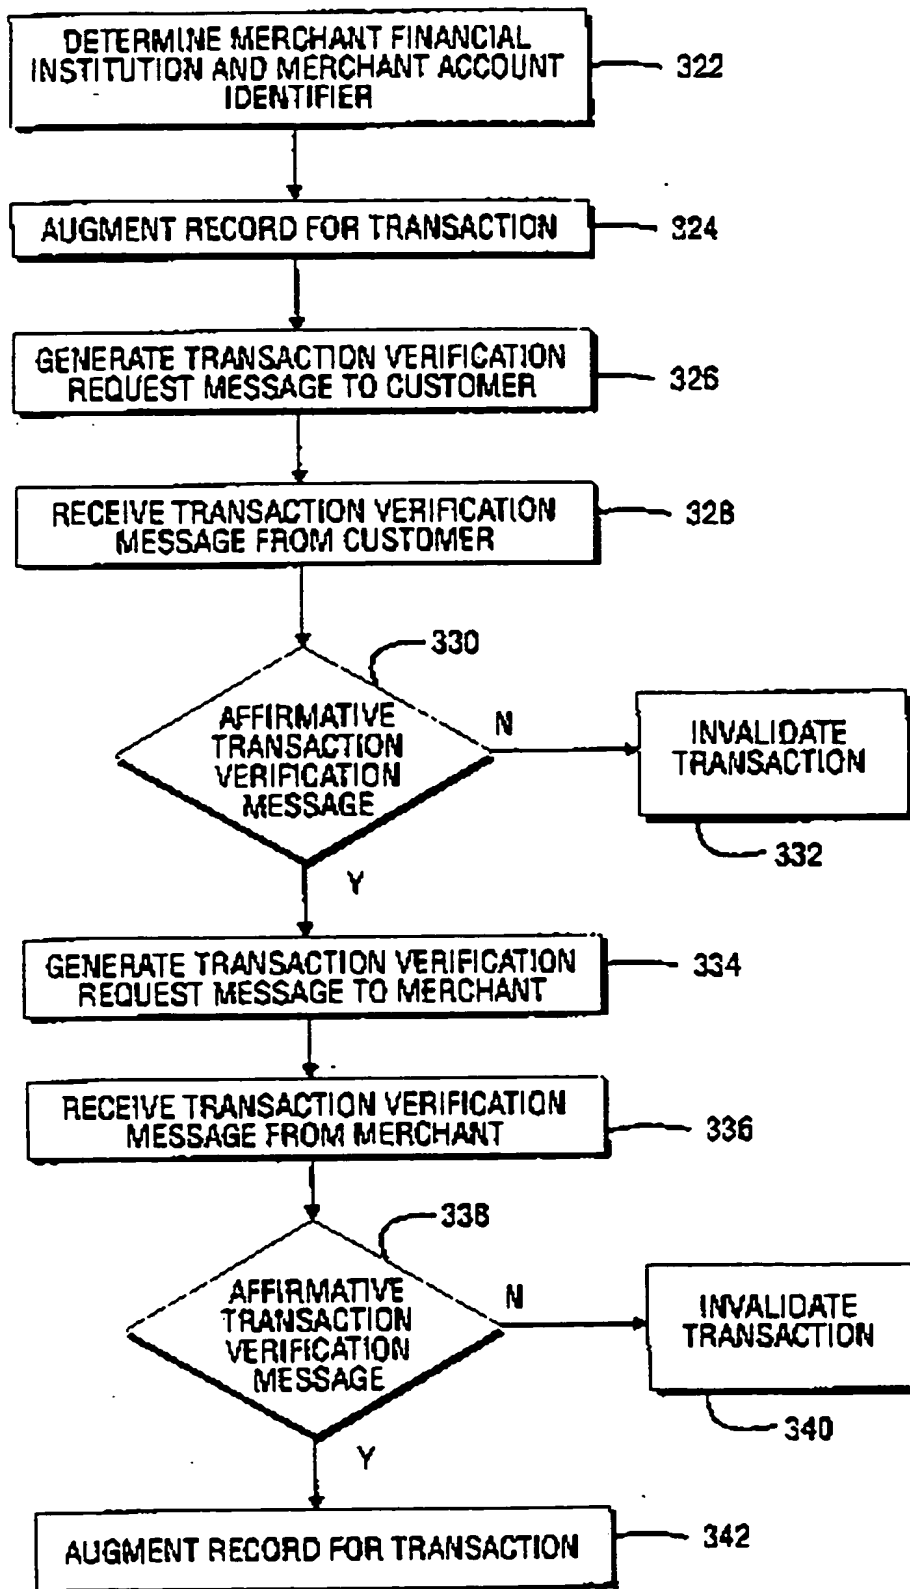 DETERMINE MERCHANT FINANCIAL
INSTITUTION AND MERCHANT ACCOUNT
IDENTIFIER
322
AUGMENT RECORD FOR TRANSACTION
324
GENERATE TRANSACTION VERIFICATION
REQUEST MESSAGE TO CUSTOMER
326
RECEIVE TRANSACTION VERIFICATION
MESSAGE FROM CUSTOMER
328
330
AFFIRMATIVE
TRANSACTION
VERIFICATION
MESSAGE
N
INVALIDATE
TRANSACTION
332
Y
GENERATE TRANSACTION VERIFICATION
REQUEST MESSAGE TO MERCHANT
334
RECEIVE TRANSACTION VERIFICATION
MESSAGE FROM MERCHANT
336
338
AFFIRMATIVE
TRANSACTION
VERIFICATION
MESSAGE
N
INVALIDATE
TRANSACTION
340
Y
AUGMENT RECORD FOR TRANSACTION
342